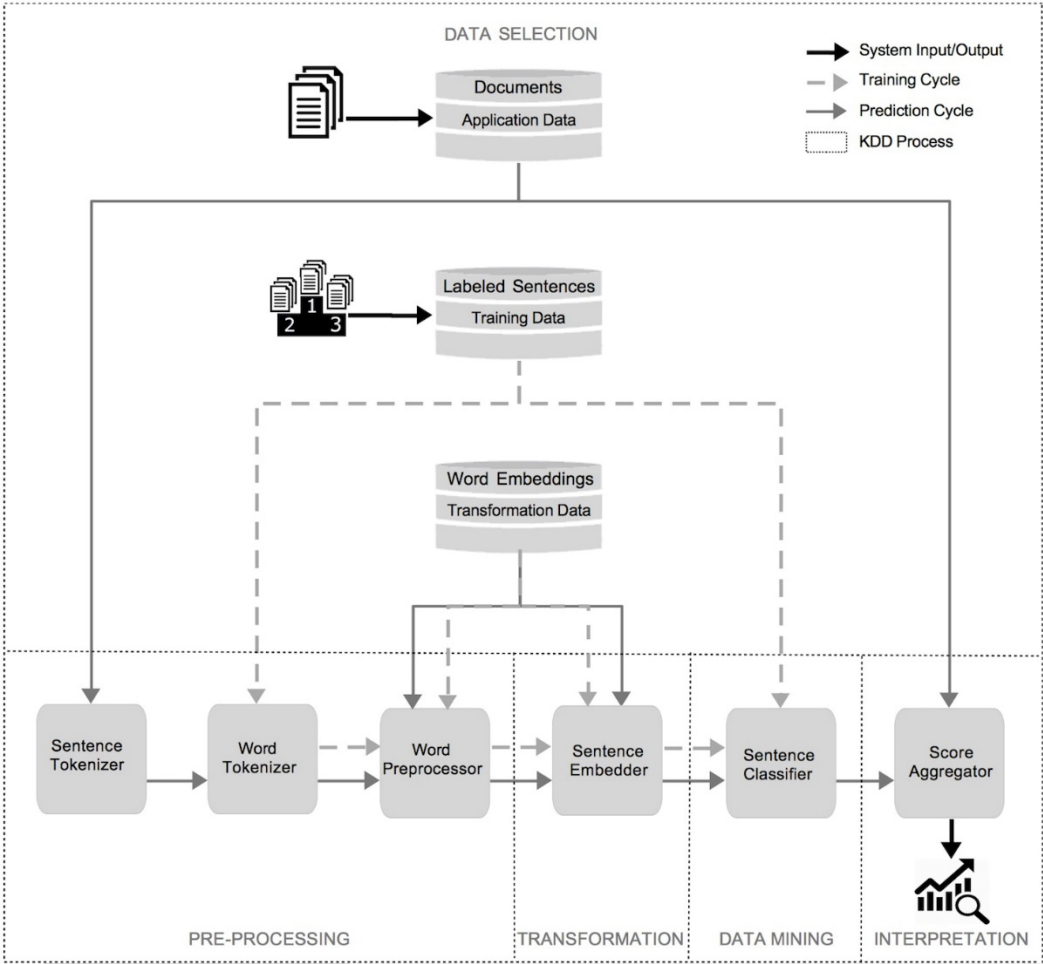 DATA SELECTION
System Input/Output
Training Cycle
Prediction Cycle
KDD Process
Documents
Application Data
1
2 3
Labeled Sentences
Training Data
Word Embeddings
Transformation Data
Sentence
Tokenizer
Word
Tokenizer
Word
Preprocessor
Sentence
Embedder
Sentence
Classifier
Score
Aggregator
PRE-PROCESSING
TRANSFORMATION
DATA MINING
INTERPRETATION